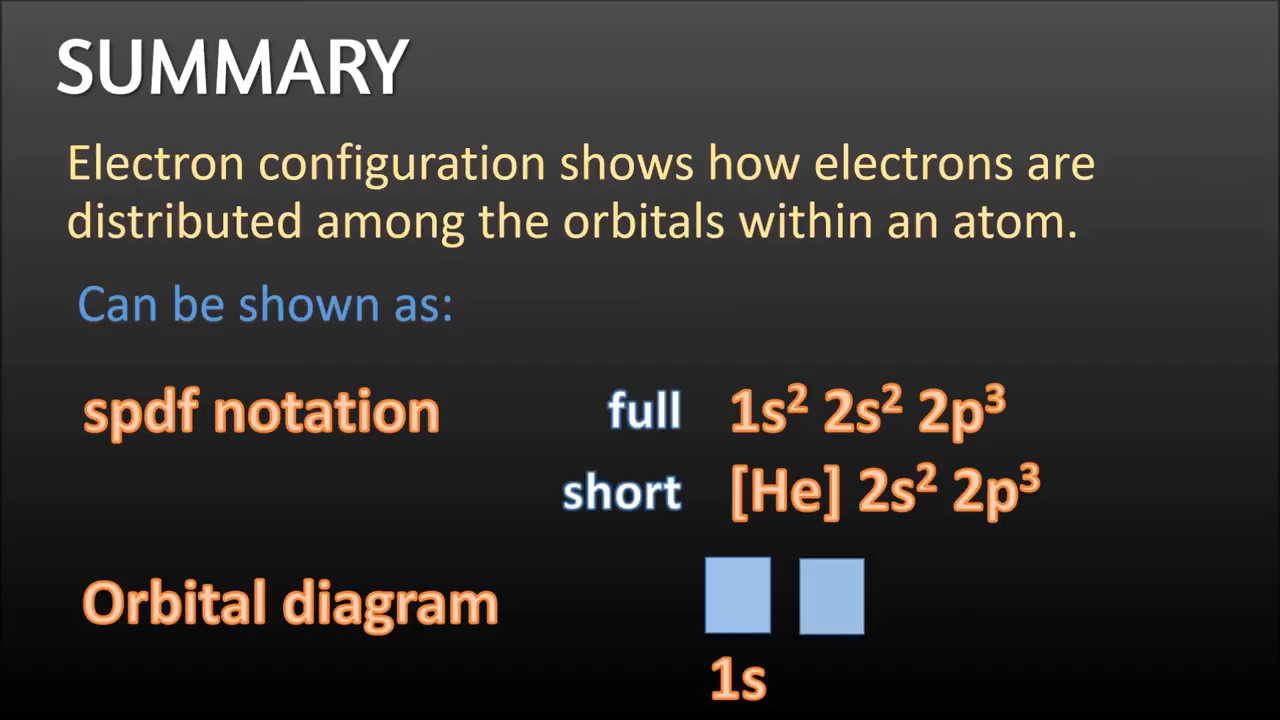 SUMMARY
Electron configuration shows how electrons are
distributed among the orbitals within an atom.
Can be shown as:
spdf notation full 1s² 2s² 2p³
short [He] 2s² 2p³
Orbital diagram
1s